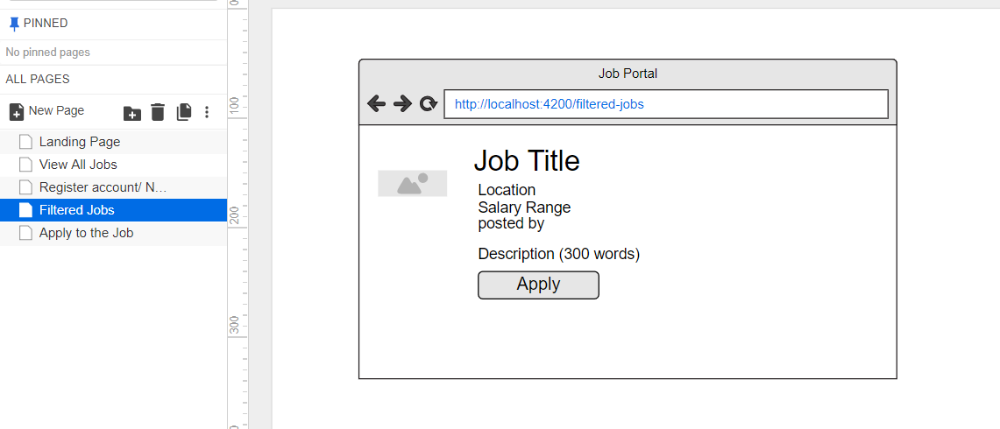 PINNED
No pinned pages
ALL PAGES
New Page
Landing Page
View All Jobs
Register account/ N...
Filtered Jobs
Apply to the Job
0
100
200
300
Job Portal
http://localhost:4200/filtered-jobs
Job Title
Location
Salary Range
posted by
Description (300 words)
Apply